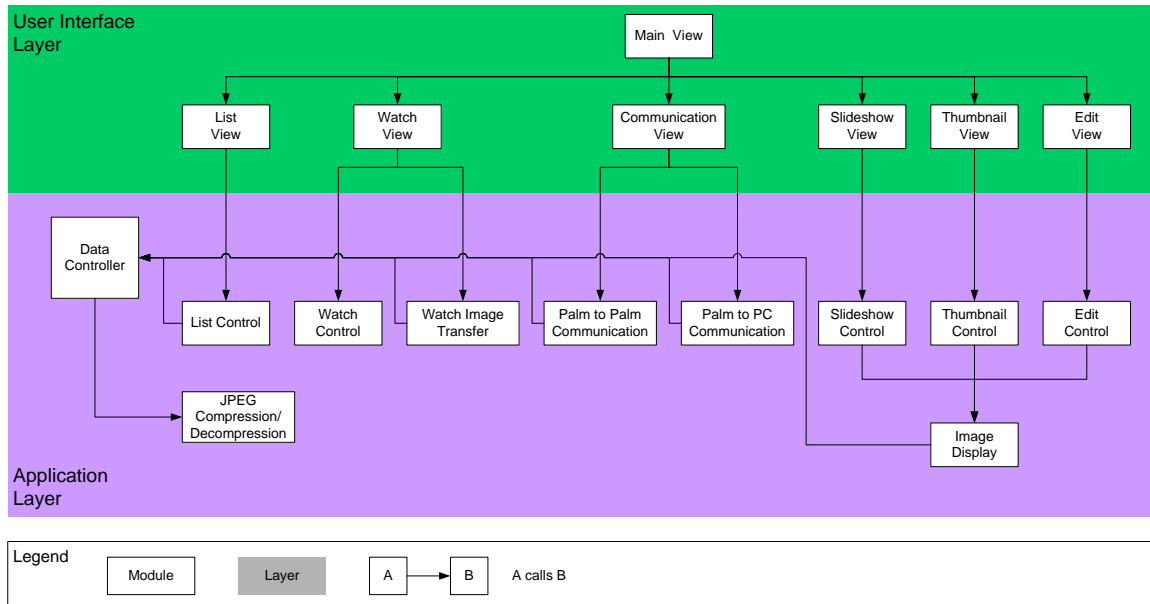 User Interface
Layer
Main View
List
View
Watch
View
Communication
View
Slideshow
View
Thumbnail
View
Edit
View
Data
Controller
List Control
Watch
Control
Watch Image
Transfer
Palm to Palm
Communication
Palm to PC
Communication
Slideshow
Control
Thumbnail
Control
Edit
Control
JPEG
Compression/
Decompression
Image
Display
Application
Layer
Legend
Module
Layer
A
B
A calls B